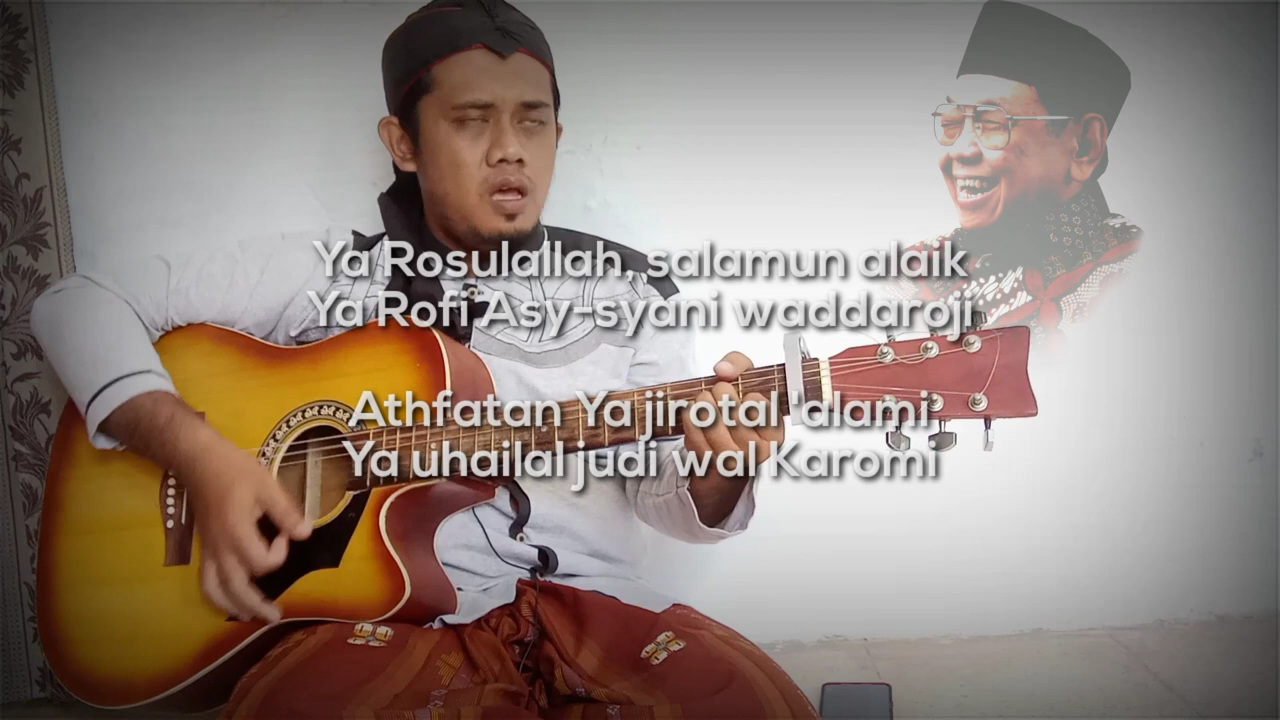 Ya Rosulallah, salamun alaik
Ya Rofi Asy-syani waddaroji
Athfatan Ya jirotal 'alami
Ya uhailal judi wal Karomi